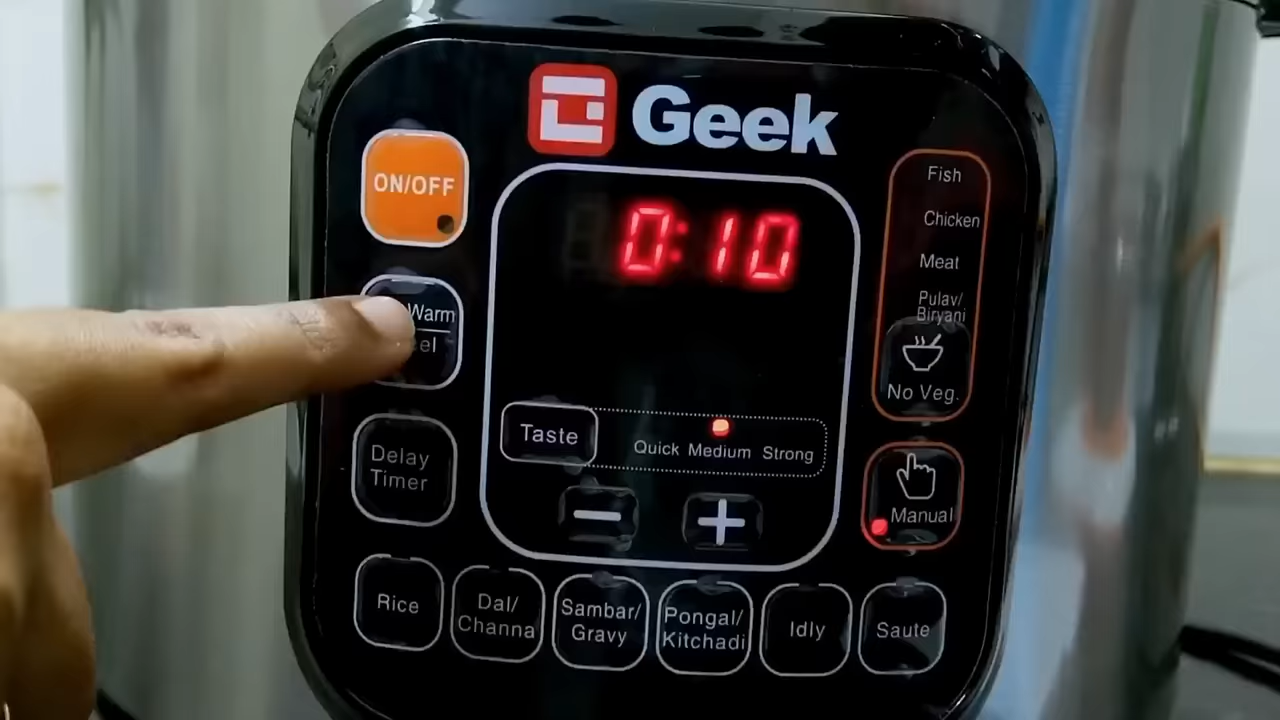 Geek
ON/OFF
0:10
Warm
Delay
Timer
Taste
Quick Medium Strong
Fish
Chicken
Meat
Pulav/
Biryani
No Veg.
Manual
Rice
Dal/
Channa
Sambar/
Gravy
Pongal/
Kitchadi
Idly
Saute